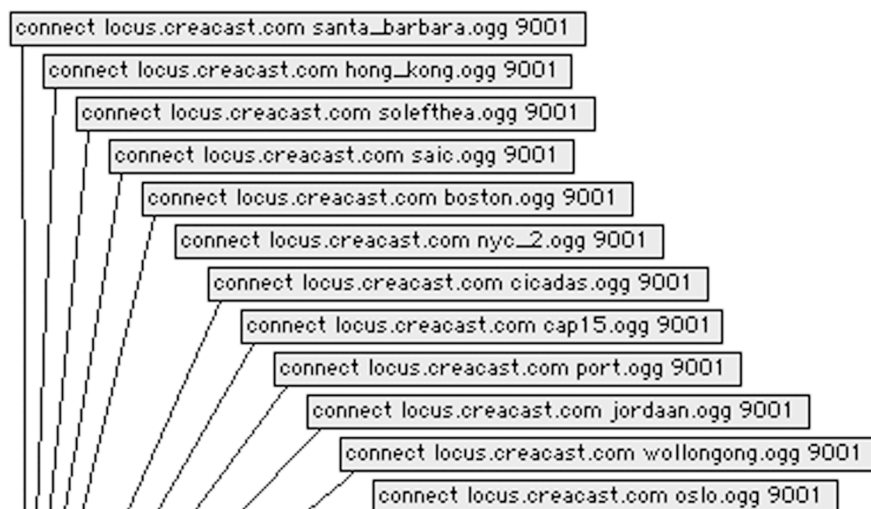 connect locus.creacast.com santa_barbara.ogg 9001
connect locus.creacast.com hong_kong.ogg 9001
connect locus.creacast.com solefthea.ogg 9001
connect locus.creacast.com saic.ogg 9001
connect locus.creacast.com boston.ogg 9001
connect locus.creacast.com nyc_2.ogg 9001
connect locus.creacast.com cicadas.ogg 9001
connect locus.creacast.com cap15.ogg 9001
connect locus.creacast.com port.ogg 9001
connect locus.creacast.com jordaan.ogg 9001
connect locus.creacast.com wollongong.ogg 9001
connect locus.creacast.com oslo.ogg 9001